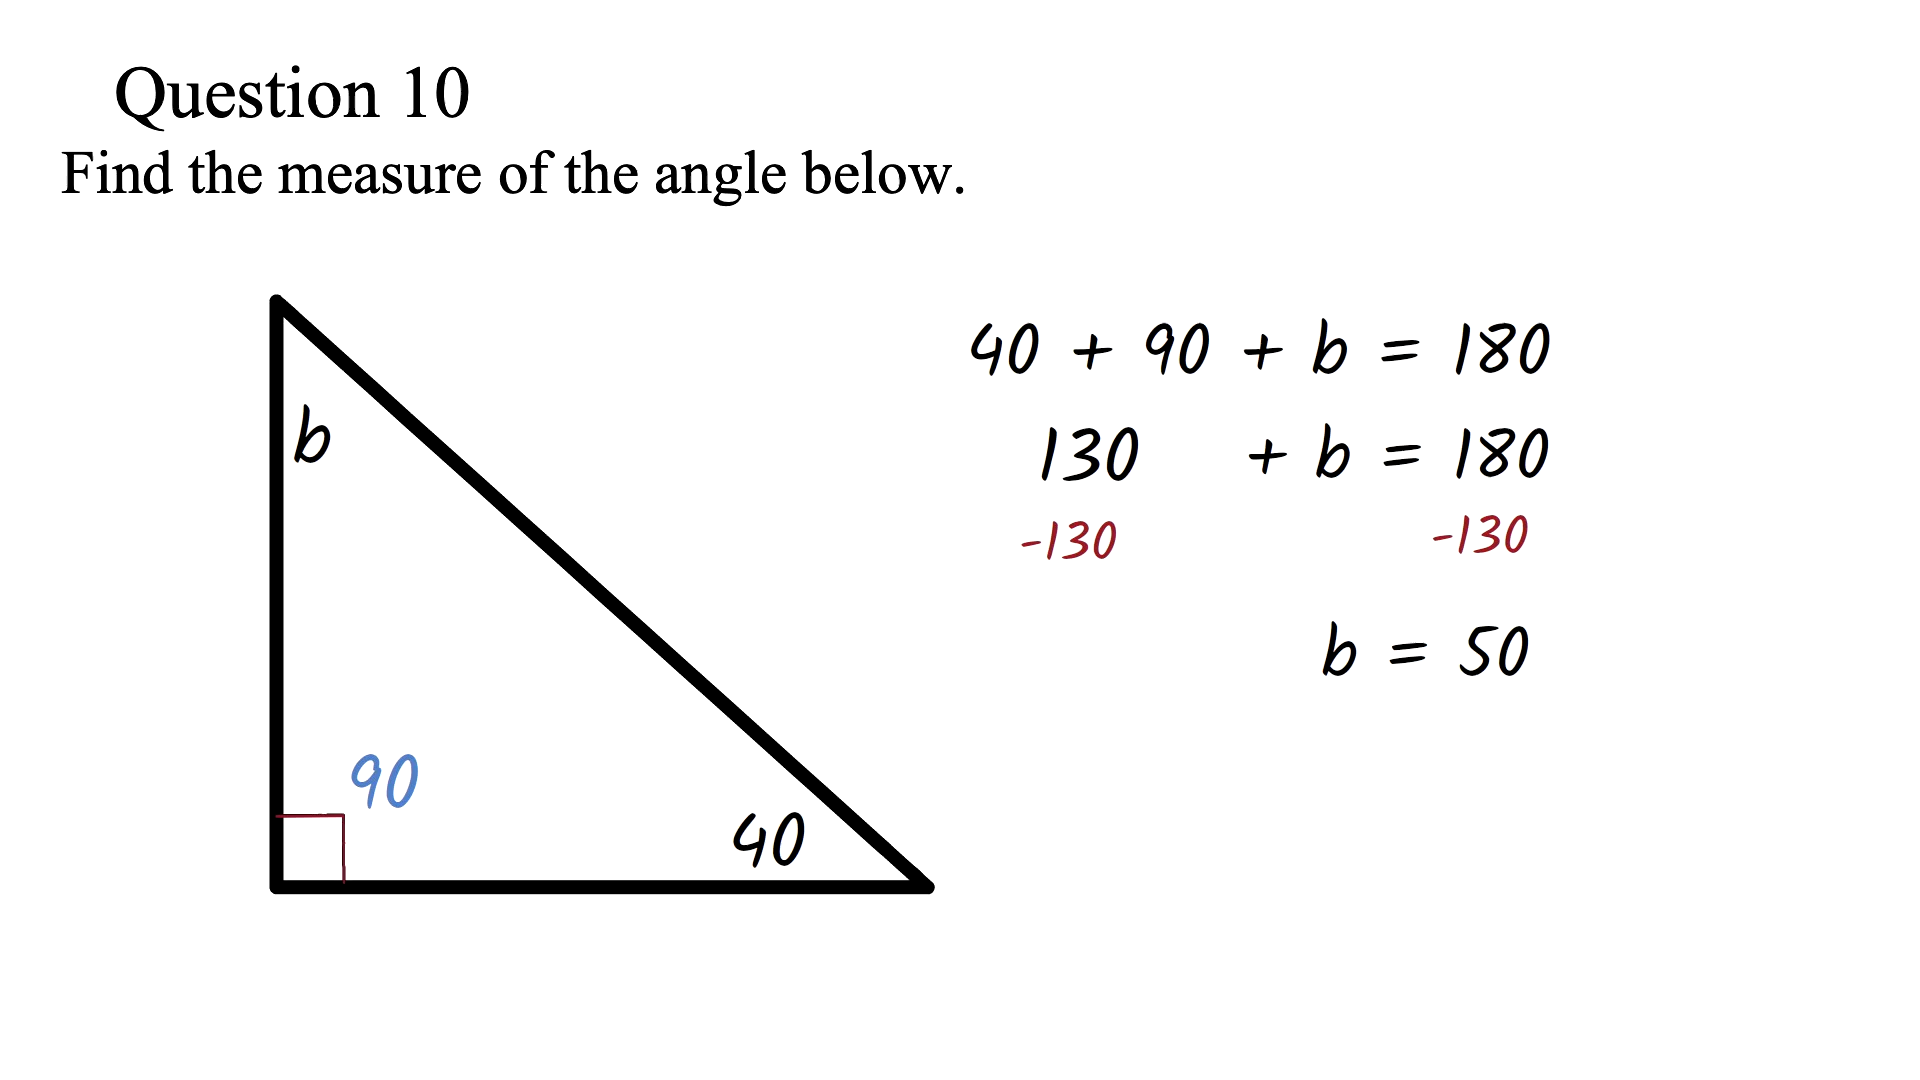 Question 10
Find the measure of the angle below.
40 + 90 + b = 180
b
130 + b = 180
-130 -130
b = 50
90
40